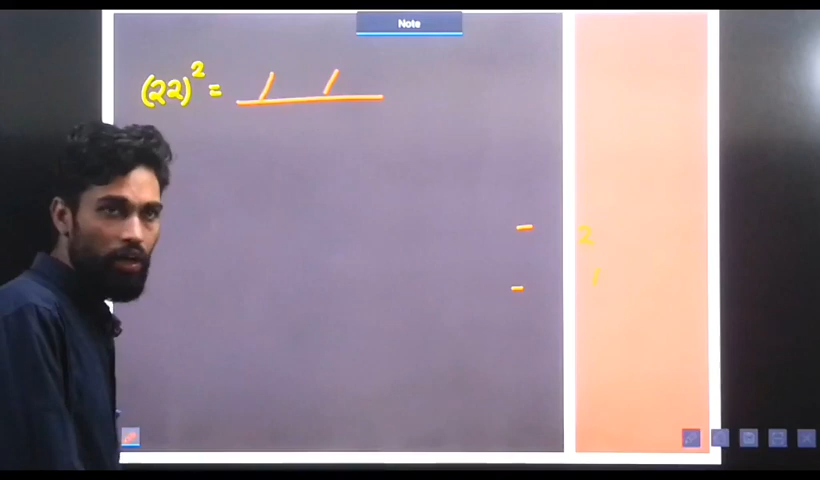 Note
(22)² = / /
-
2
/
-